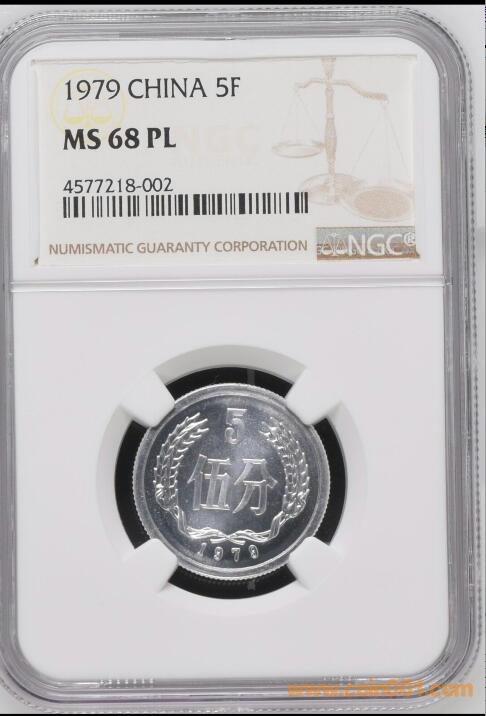 1979 CHINA 5F
MS 68 PL
NGC
4577218-002
NUMISMATIC GUARANTY CORPORATION
NGC®
5
伍分
1979
www.coin001.com